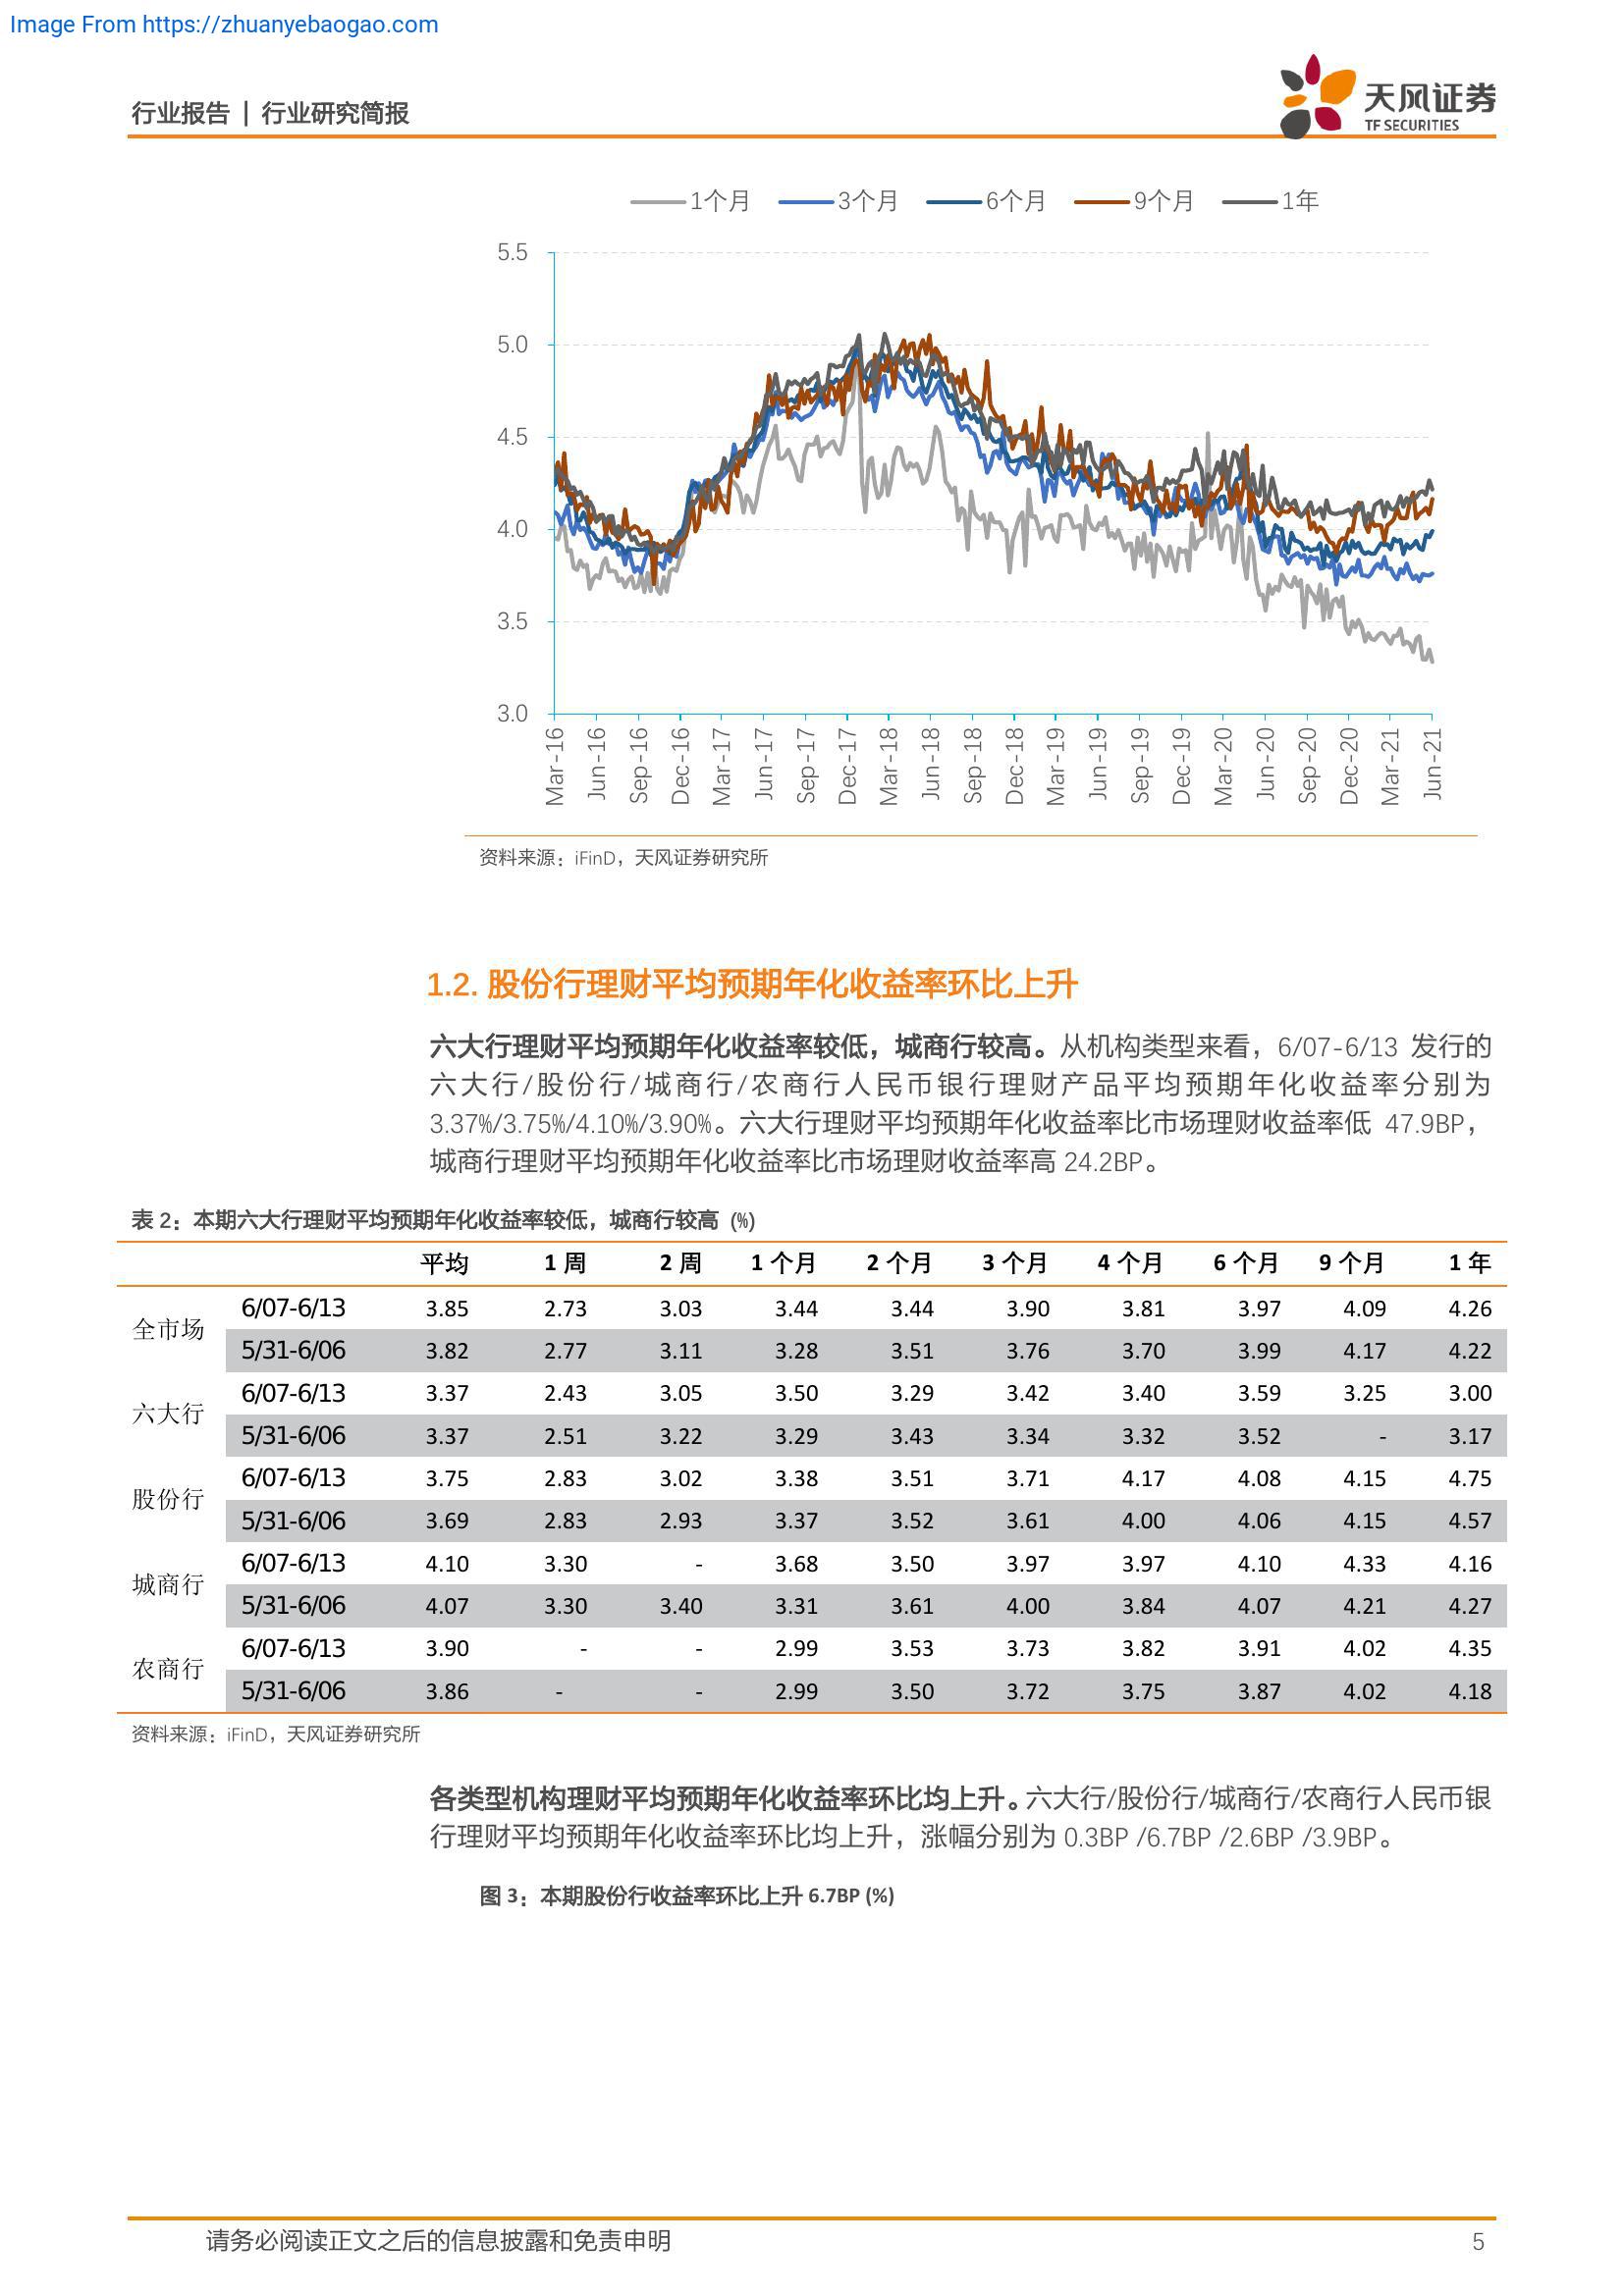 Image From https://zhuanyebaogao.com
行业报告 | 行业研究简报
天风证券
TF SECURITIES
1个月 3个月 6个月 9个月 1年
5.5
5.0
4.5
4.0
3.5
3.0
Mar-16 Jun-16 Sep-16 Dec-16 Mar-17 Jun-17 Sep-17 Dec-17 Mar-18 Jun-18 Sep-18 Dec-18 Mar-19 Jun-19 Sep-19 Dec-19 Mar-20 Jun-20 Sep-20 Dec-20 Mar-21 Jun-21
资料来源：iFinD，天风证券研究所
1.2. 股份行理财平均预期年化收益率环比上升
六大行理财平均预期年化收益率较低，城商行较高。从机构类型来看，6/07-6/13 发行的
六大行/股份行/城商行/农商行人民币银行理财产品平均预期年化收益率分别为
3.37%/3.75%/4.10%/3.90%。六大行理财平均预期年化收益率比市场理财收益率低 47.9BP，
城商行理财平均预期年化收益率比市场理财收益率高 24.2BP。
表 2：本期六大行理财平均预期年化收益率较低，城商行较高 (%)
平均 1 周 2 周 1 个月 2 个月 3 个月 4 个月 6 个月 9 个月 1 年
全市场 6/07-6/13 3.85 2.73 3.03 3.44 3.44 3.90 3.81 3.97 4.09 4.26
5/31-6/06 3.82 2.77 3.11 3.28 3.51 3.76 3.70 3.99 4.17 4.22
六大行 6/07-6/13 3.37 2.43 3.05 3.50 3.29 3.42 3.40 3.59 3.25 3.00
5/31-6/06 3.37 2.51 3.22 3.29 3.43 3.34 3.32 3.52 - 3.17
股份行 6/07-6/13 3.75 2.83 3.02 3.38 3.51 3.71 4.17 4.08 4.15 4.75
5/31-6/06 3.69 2.83 2.93 3.37 3.52 3.61 4.00 4.06 4.15 4.57
城商行 6/07-6/13 4.10 3.30 - 3.68 3.50 3.97 3.97 4.10 4.33 4.16
5/31-6/06 4.07 3.30 3.40 3.31 3.61 4.00 3.84 4.07 4.21 4.27
农商行 6/07-6/13 3.90 - - 2.99 3.53 3.73 3.82 3.91 4.02 4.35
5/31-6/06 3.86 - - 2.99 3.50 3.72 3.75 3.87 4.02 4.18
资料来源：iFinD，天风证券研究所
各类型机构理财平均预期年化收益率环比均上升。六大行/股份行/城商行/农商行人民币银
行理财平均预期年化收益率环比均上升，涨幅分别为 0.3BP /6.7BP /2.6BP /3.9BP。
图 3：本期股份行收益率环比上升 6.7BP (%)
请务必阅读正文之后的信息披露和免责申明 5